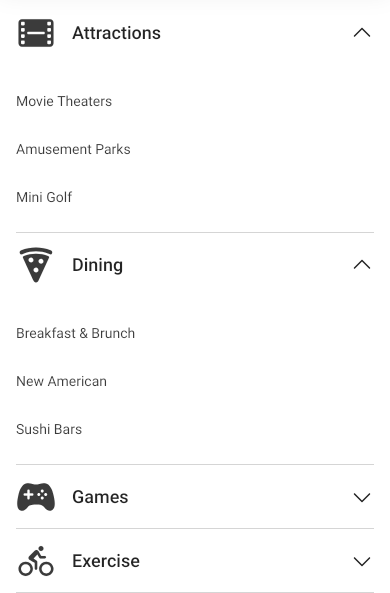 Attractions
Movie Theaters
Amusement Parks
Mini Golf
Dining
Breakfast & Brunch
New American
Sushi Bars
Games
Exercise